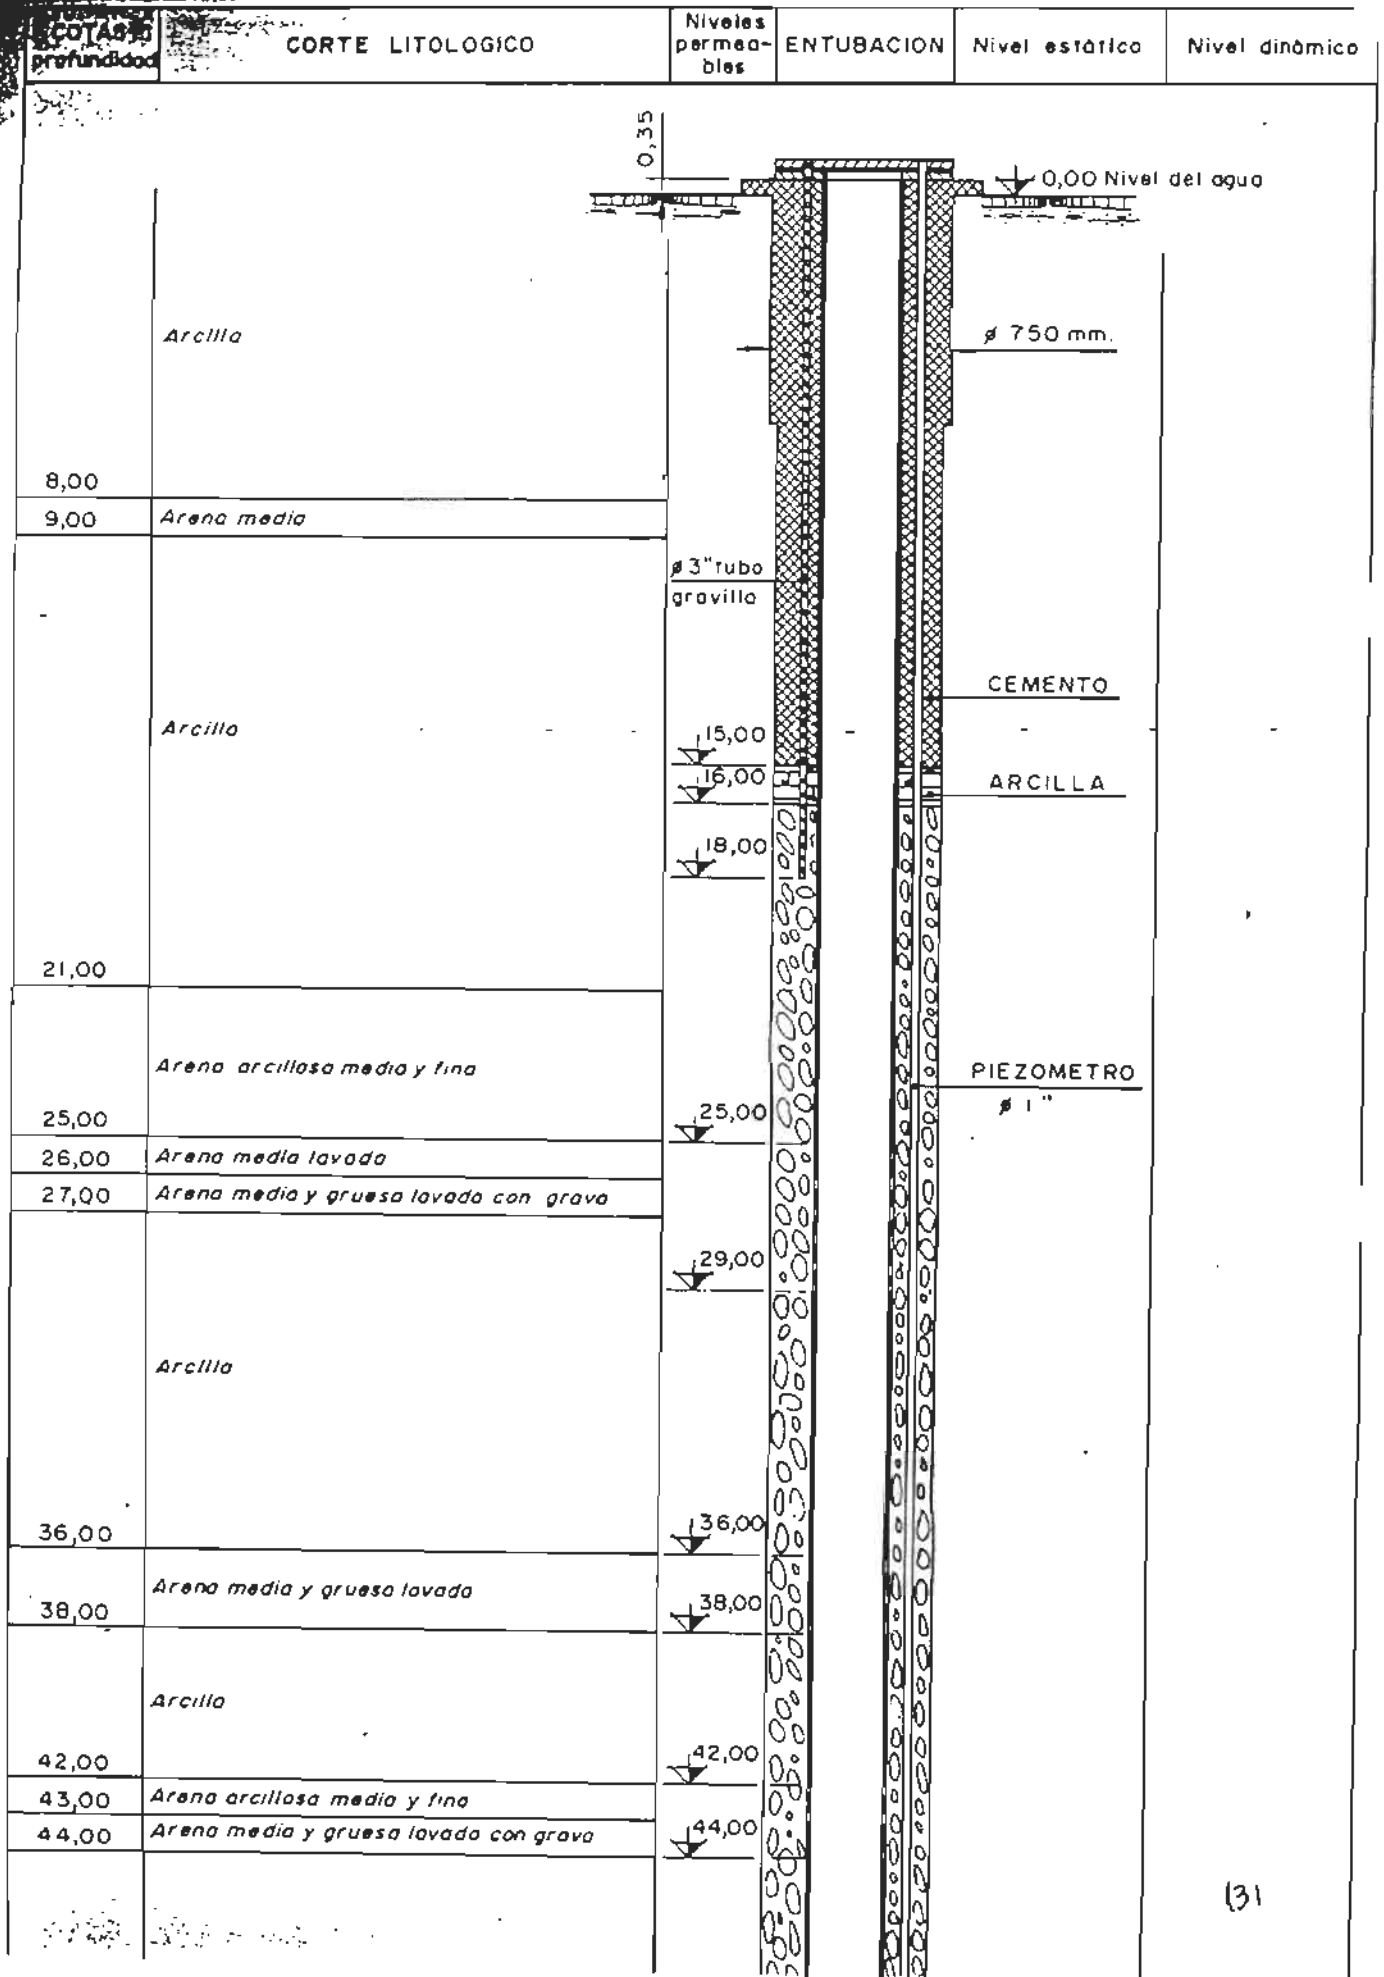 COTAS
profundidad
CORTE LITOLOGICO
Niveles
permea-
bles
ENTUBACION
Nivel estático
Nivel dinámico
0,35
0,00 Nivel del agua
Arcilla
ø 750 mm.
8,00
9,00
Arena media
ø 3" tubo
gravilla
CEMENTO
Arcilla
15,00
16,00
ARCILLA
18,00
21,00
Arena arcillosa media y fina
PIEZOMETRO
ø 1"
25,00
25,00
26,00
Arena media lavada
27,00
Arena media y gruesa lavada con grava
29,00
Arcilla
36,00
36,00
Arena media y gruesa lavada
38,00
38,00
Arcilla
42,00
42,00
43,00
Arena arcillosa media y fina
44,00
Arena media y gruesa lavada con grava
44,00
(31